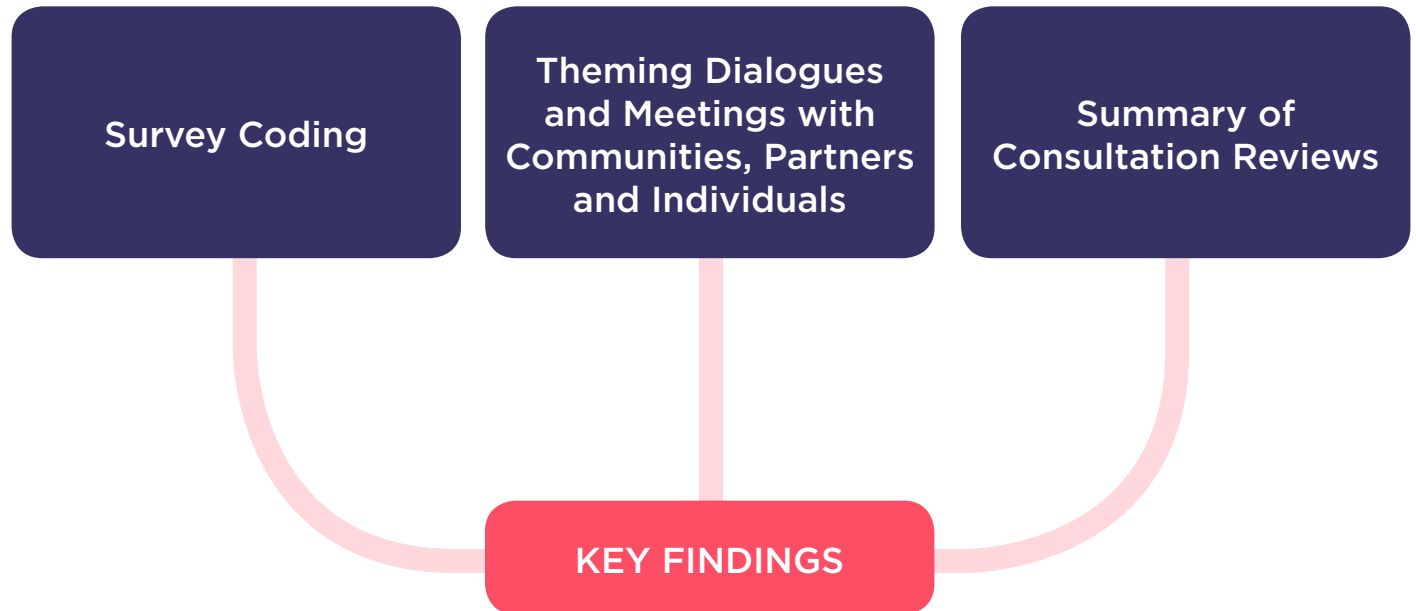 Survey Coding
Theming Dialogues
and Meetings with
Communities, Partners
and Individuals
Summary of
Consultation Reviews
KEY FINDINGS